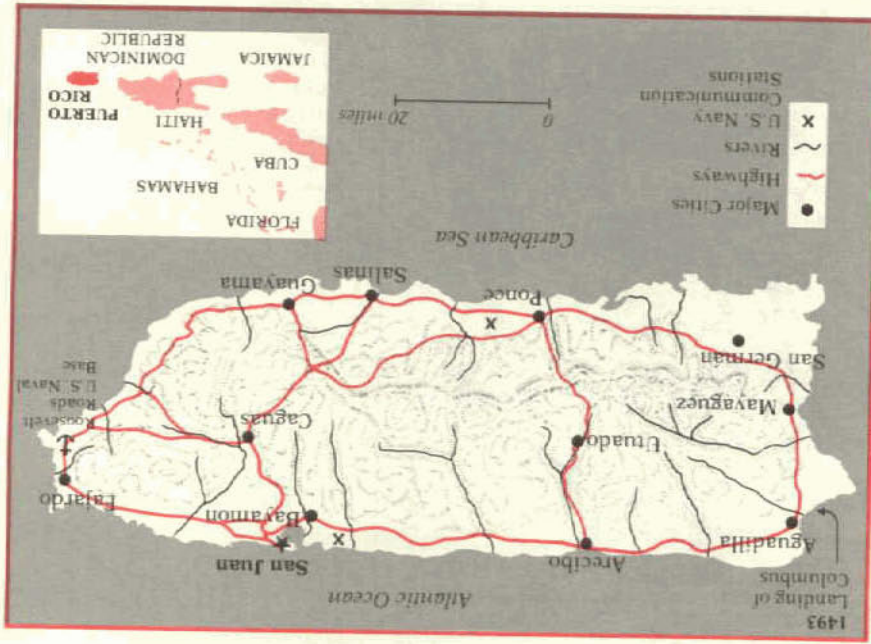 1493
Landing of
Columbus
Atlantic Ocean
Aguadilla
Arecibo
San Juan
Bayamón
Fajardo
Utuado
Caguas
Mayaguez
San Germán
Roosevelt
Roads
U.S. Naval
Base
Ponce
Salinas
Guayama
Caribbean Sea
Major Cities
Highways
Rivers
U.S. Navy
Communication
Stations
0 20 miles
FLORIDA
BAHAMAS
CUBA
HAITI
PUERTO
RICO
JAMAICA
DOMINICAN
REPUBLIC